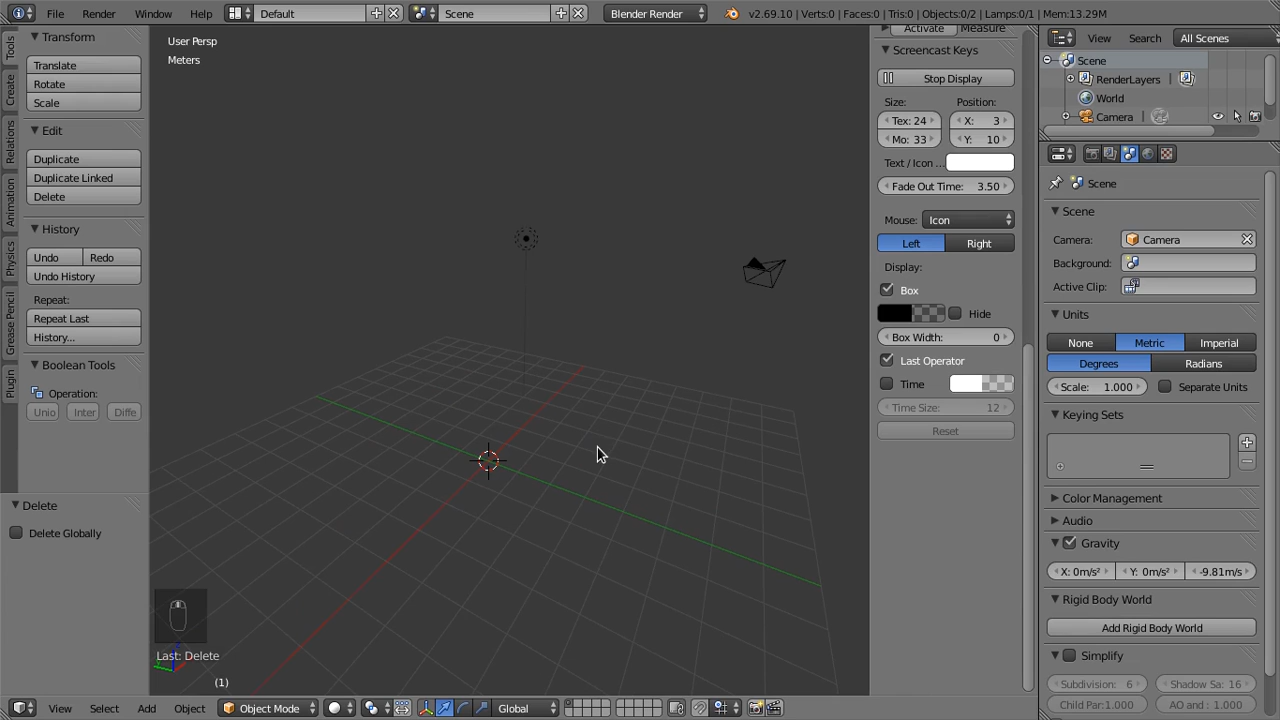 File Render Window Help Default Scene Blender Render v2.69.10 | Verts:0 | Faces:0 | Tris:0 | Objects:0/2 | Lamps:0/1 | Mem:13.29M
Tools
Create
Relations
Animation
Physics
Grease Pencil
Plugin
Transform
Translate
Rotate
Scale
Edit
Duplicate
Duplicate Linked
Delete
History
Undo Redo
Undo History
Repeat:
Repeat Last
History...
Boolean Tools
Operation:
Unio Inter Diffe
Delete
Delete Globally
User Persp
Meters
Last: Delete
(1)
View Select Add Object Object Mode Global
Activate Measure
Screencast Keys
Stop Display
Size: Position:
Tex: 24 X: 3
Mo: 33 Y: 10
Text / Icon ...
Fade Out Time: 3.50
Mouse: Icon
Left Right
Display:
Box
Hide
Box Width: 0
Last Operator
Time
Time Size: 12
Reset
View Search All Scenes
Scene
RenderLayers |
World
Camera |
Scene
Scene
Camera: Camera
Background:
Active Clip:
Units
None Metric Imperial
Degrees Radians
Scale: 1.000 Separate Units
Keying Sets
Color Management
Audio
Gravity
X: 0m/s² Y: 0m/s² -9.81m/s
Rigid Body World
Add Rigid Body World
Simplify
Subdivision: 6 Shadow Sa: 16
Child Par:1.000 AO and : 1.000